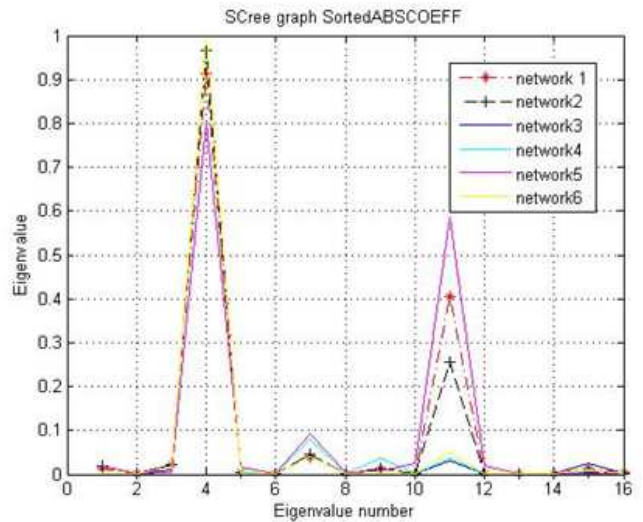 SCree graph SortedABSCOEFF
1
0.9
0.8
0.7
0.6
0.5
0.4
0.3
0.2
0.1
0
Eigenvalue
network 1
network2
network3
network4
network5
network6
0 2 4 6 8 10 12 14 16
Eigenvalue number